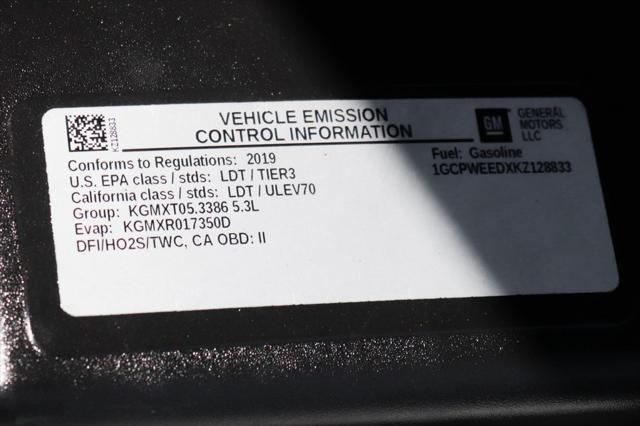 KZ128833
VEHICLE EMISSION
CONTROL INFORMATION
GM
GENERAL
MOTORS
LLC
Conforms to Regulations: 2019
U.S. EPA class / stds: LDT / TIER3
California class / stds: LDT / ULEV70
Group: KGMXT05.3386 5.3L
Evap: KGMXR017350D
DFI/HO2S/TWC, CA OBD: II
Fuel: Gasoline
1GCPWEEDXKZ128833